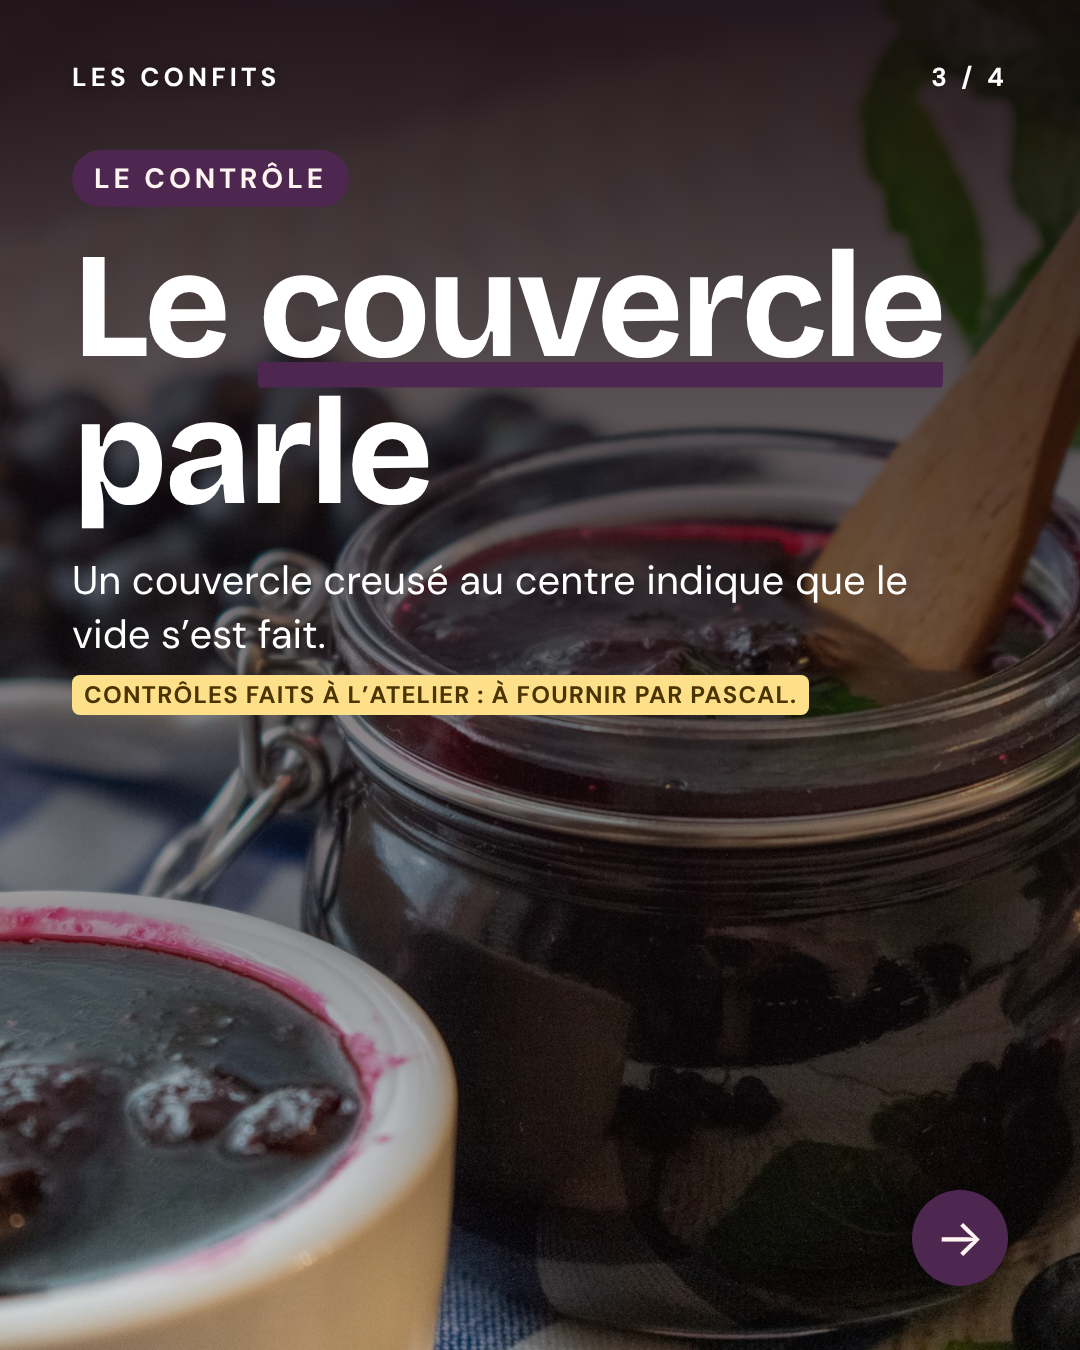 LES CONFITS
3 / 4
LE CONTRÔLE
Le couvercle
parle
Un couvercle creusé au centre indique que le
vide s’est fait.
CONTRÔLES FAITS À L’ATELIER : À FOURNIR PAR PASCAL.